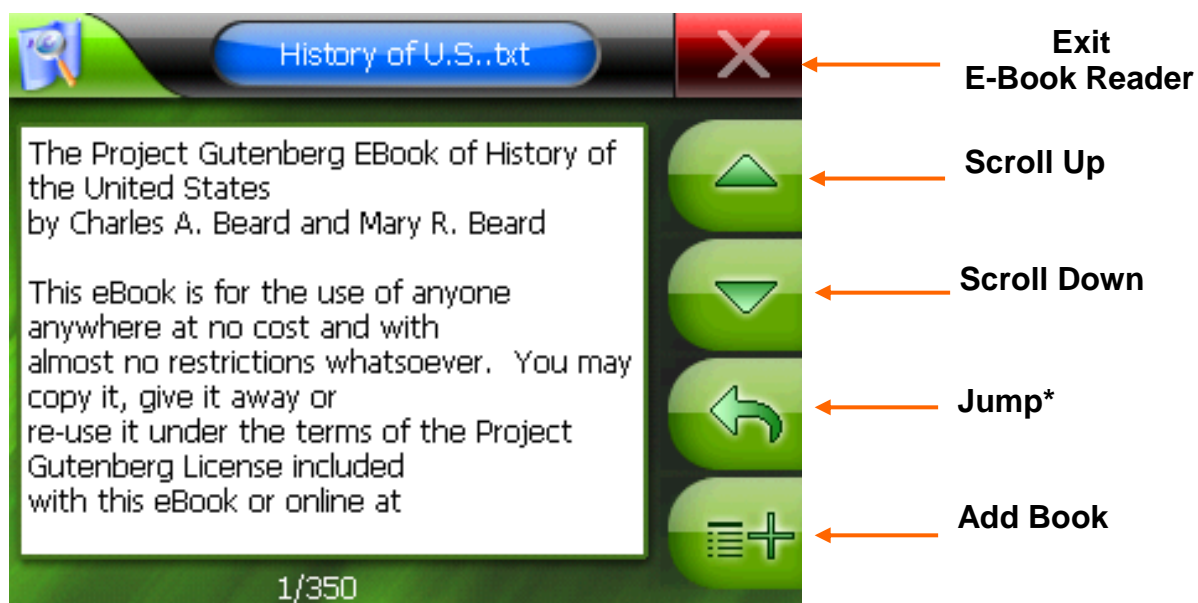 History of U.S..txt
Exit
E-Book Reader
The Project Gutenberg EBook of History of
the United States
by Charles A. Beard and Mary R. Beard
This eBook is for the use of anyone
anywhere at no cost and with
almost no restrictions whatsoever.  You may
copy it, give it away or
re-use it under the terms of the Project
Gutenberg License included
with this eBook or online at
Scroll Up
Scroll Down
Jump*
Add Book
1/350